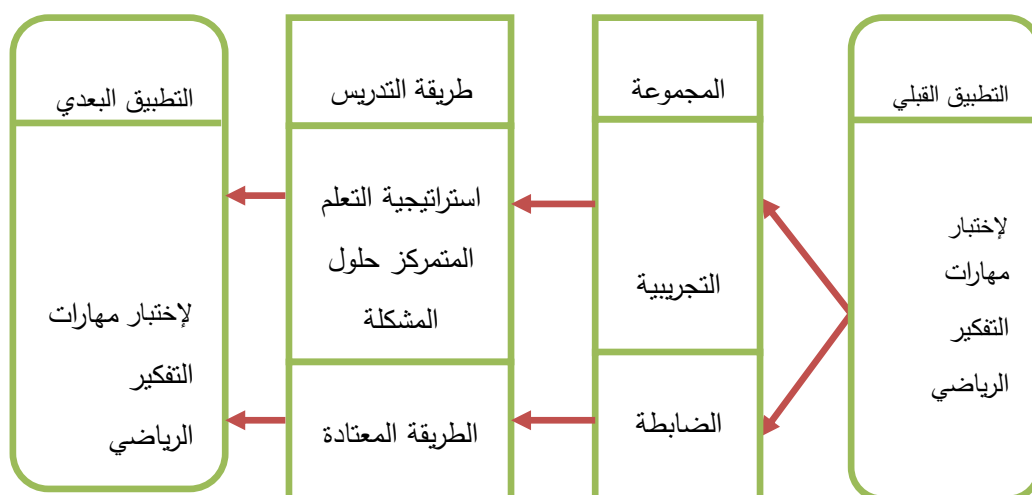 التطبيق القبلي
لإختبار
مهارات
التفكير
الرياضي
المجموعة
التجريبية
الضابطة
طريقة التدريس
استراتيجية التعلم
المتمركز حلول
المشكلة
الطريقة المعتادة
التطبيق البعدي
لإختبار مهارات
التفكير
الرياضي